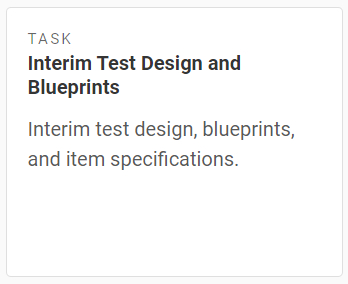 TASK
Interim Test Design and
Blueprints
Interim test design, blueprints,
and item specifications.